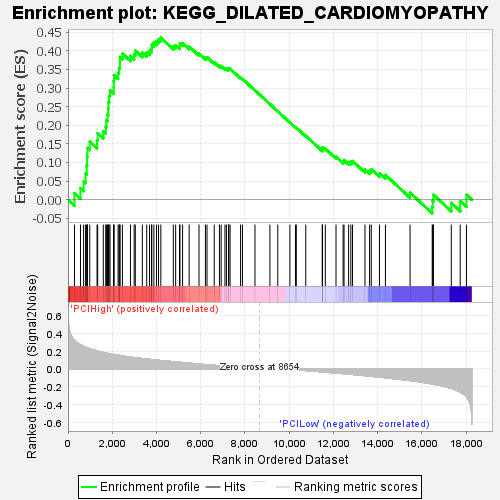 Enrichment plot: KEGG_DILATED_CARDIOMYOPATHY
Enrichment score (ES)
0.45
0.40
0.35
0.30
0.25
0.20
0.15
0.10
0.05
0.00
-0.05
'PCIHigh' (positively correlated)
Ranked list metric (Signal2Noise)
0.6
0.4
0.2
0.0
-0.2
-0.4
-0.6
Zero cross at 8654
'PCILow' (negatively correlated)
0
2,000
4,000
6,000
8,000
10,000
12,000
14,000
16,000
18,000
Rank in Ordered Dataset
Enrichment profile
Hits
Ranking metric scores